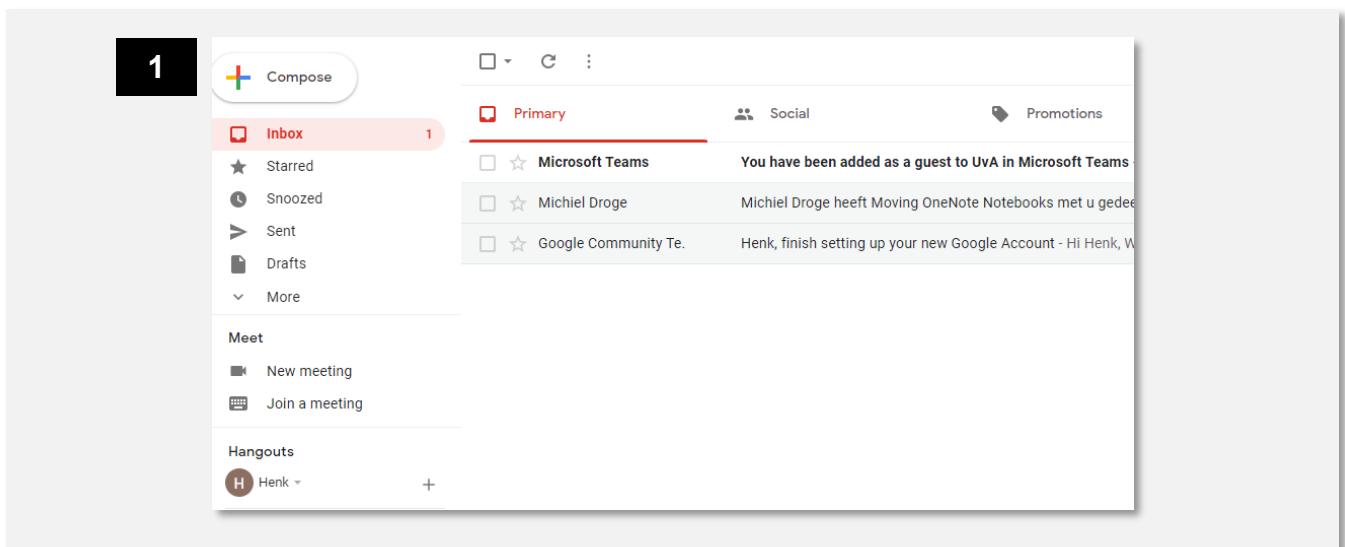 1
Compose
Inbox 1
Starred
Snoozed
Sent
Drafts
More
Meet
New meeting
Join a meeting
Hangouts
H Henk
Primary Social Promotions
Microsoft Teams You have been added as a guest to UvA in Microsoft Teams -
Michiel Droge Michiel Droge heeft Moving OneNote Notebooks met u gedee
Google Community Te. Henk, finish setting up your new Google Account - Hi Henk, W